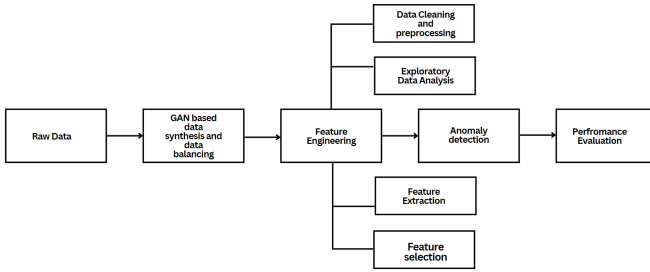 Data Cleaning
and
preprocessing
Exploratory
Data Analysis
Raw Data
GAN based
data
synthesis and
data
balancing
Feature
Engineering
Anomaly
detection
Perfromance
Evaluation
Feature
Extraction
Feature
selection